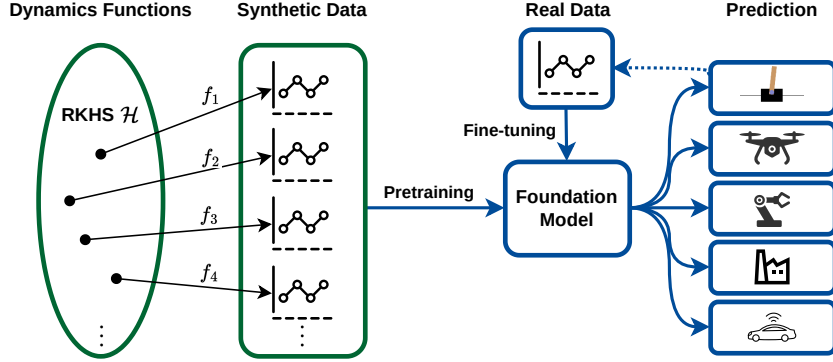 Dynamics Functions
Synthetic Data
Real Data
Prediction
RKHS ℋ
f₁
f₂
f₃
f₄
⋮
⋮
Pretraining
Fine-tuning
Foundation
Model